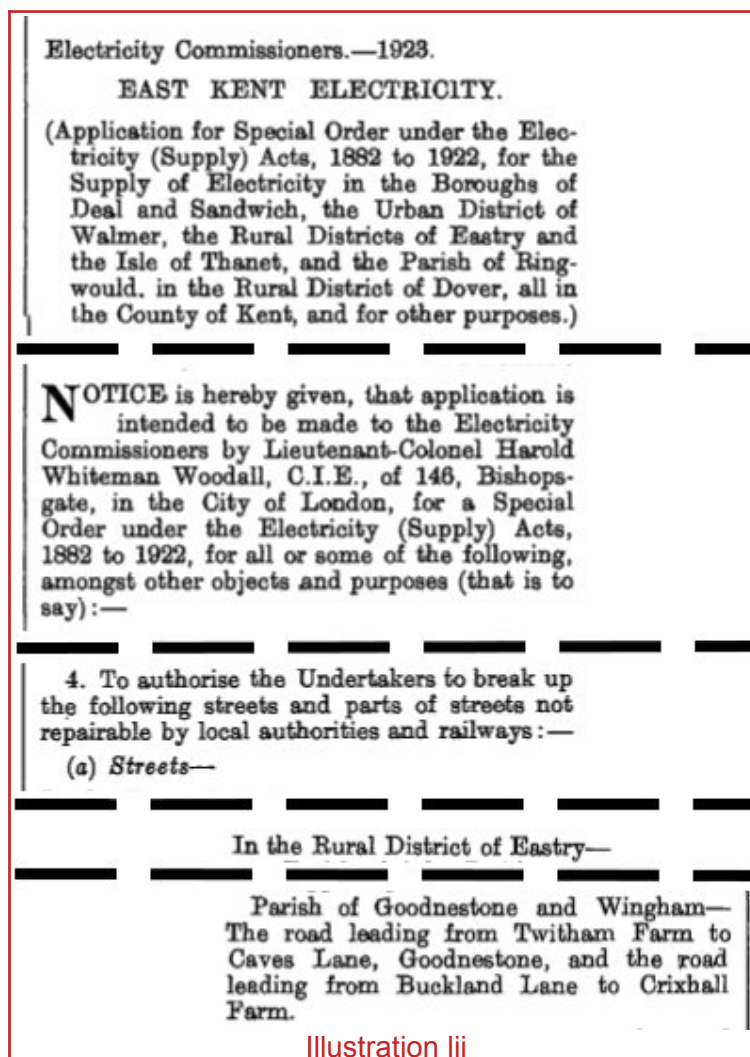 Electricity Commissioners.—1923.
EAST KENT ELECTRICITY.
(Application for Special Order under the Elec-
tricity (Supply) Acts, 1882 to 1922, for the
Supply of Electricity in the Boroughs of
Deal and Sandwich, the Urban District of
Walmer, the Rural Districts of Eastry and
the Isle of Thanet, and the Parish of Ring-
would. in the Rural District of Dover, all in
the County of Kent, and for other purposes.)
NOTICE is hereby given, that application is
intended to be made to the Electricity
Commissioners by Lieutenant-Colonel Harold
Whiteman Woodall, C.I.E., of 146, Bishops-
gate, in the City of London, for a Special
Order under the Electricity (Supply) Acts,
1882 to 1922, for all or some of the following,
amongst other objects and purposes (that is to
say):—
4. To authorise the Undertakers to break up
the following streets and parts of streets not
repairable by local authorities and railways:—
(a) Streets—
In the Rural District of Eastry—
Parish of Goodnestone and Wingham—
The road leading from Twitham Farm to
Caves Lane, Goodnestone, and the road
leading from Buckland Lane to Crixhall
Farm.
Illustration Iii